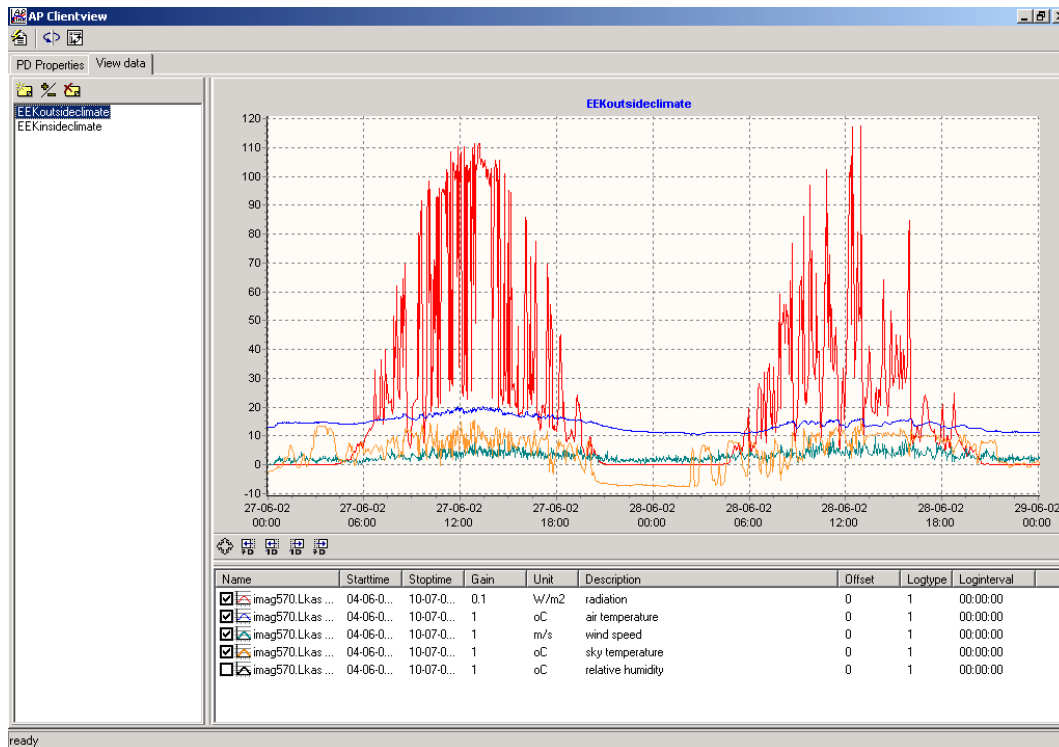 AP Clientview
PD Properties View data
EEKoutsideclimate
EEKinsideclimate
EEKoutsideclimate
120
110
100
90
80
70
60
50
40
30
20
10
0
-10
27-06-02 27-06-02 27-06-02 27-06-02 28-06-02 28-06-02 28-06-02 28-06-02 29-06-02
00:00 06:00 12:00 18:00 00:00 06:00 12:00 18:00 00:00
Name Starttime Stoptime Gain Unit Description Offset Logtype Loginterval
imag570.Lkas ... 04-06-0... 10-07-0... 0.1 W/m2 radiation 0 1 00:00:00
imag570.Lkas ... 04-06-0... 10-07-0... 1 oC air temperature 0 1 00:00:00
imag570.Lkas ... 04-06-0... 10-07-0... 1 m/s wind speed 0 1 00:00:00
imag570.Lkas ... 04-06-0... 10-07-0... 1 oC sky temperature 0 1 00:00:00
imag570.Lkas ... 04-06-0... 10-07-0... 1 oC relative humidity 0 1 00:00:00
ready